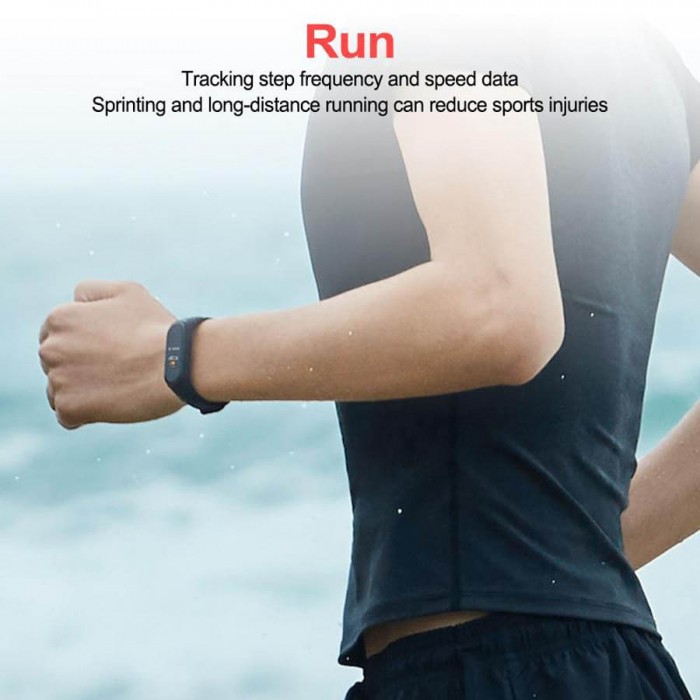 Run
Tracking step frequency and speed data
Sprinting and long-distance running can reduce sports injuries